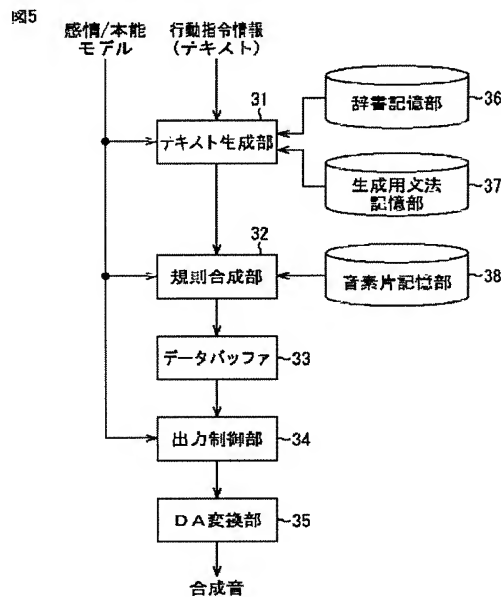 図5
感情/本能
モデル
行動指令情報
(テキスト)
31
テキスト生成部
辞書記憶部
36
生成用文法
記憶部
37
32
規則合成部
音素片記憶部
38
データバッファ
33
出力制御部
34
DA変換部
35
合成音